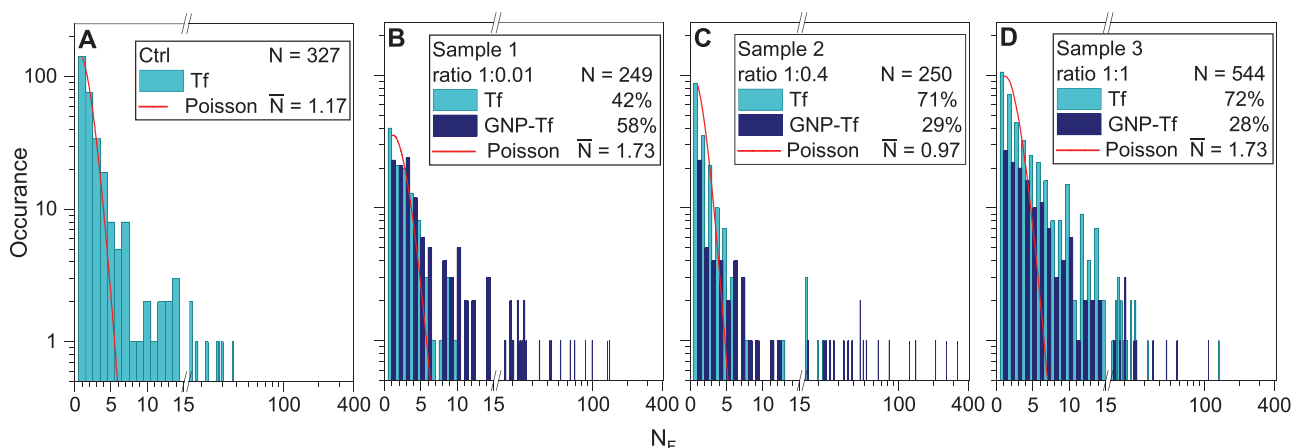 A
Ctrl N = 327
Tf
Poisson N̅ = 1.17
B
Sample 1
ratio 1:0.01 N = 249
Tf 42%
GNP-Tf 58%
Poisson N̅ = 1.73
C
Sample 2
ratio 1:0.4 N = 250
Tf 71%
GNP-Tf 29%
Poisson N̅ = 0.97
D
Sample 3
ratio 1:1 N = 544
Tf 72%
GNP-Tf 28%
Poisson N̅ = 1.73
Occurance
100
10
1
0 5 10 15 100 400
0 5 10 15 100 400
0 5 10 15 100 400
0 5 10 15 100 400